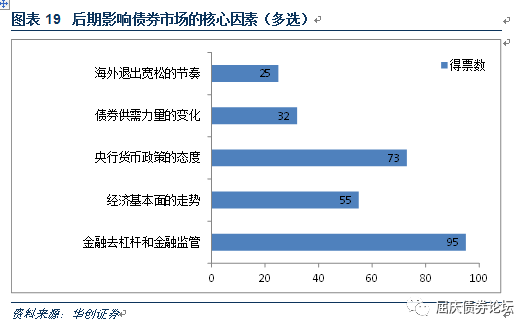 图表 19 后期影响债券市场的核心因素（多选）
得票数
海外退出宽松的节奏 25
债券供需力量的变化 32
央行货币政策的态度 73
经济基本面的走势 55
金融去杠杆和金融监管 95
0 20 40 60 80 100
资料来源：华创证券
屈庆债券论坛